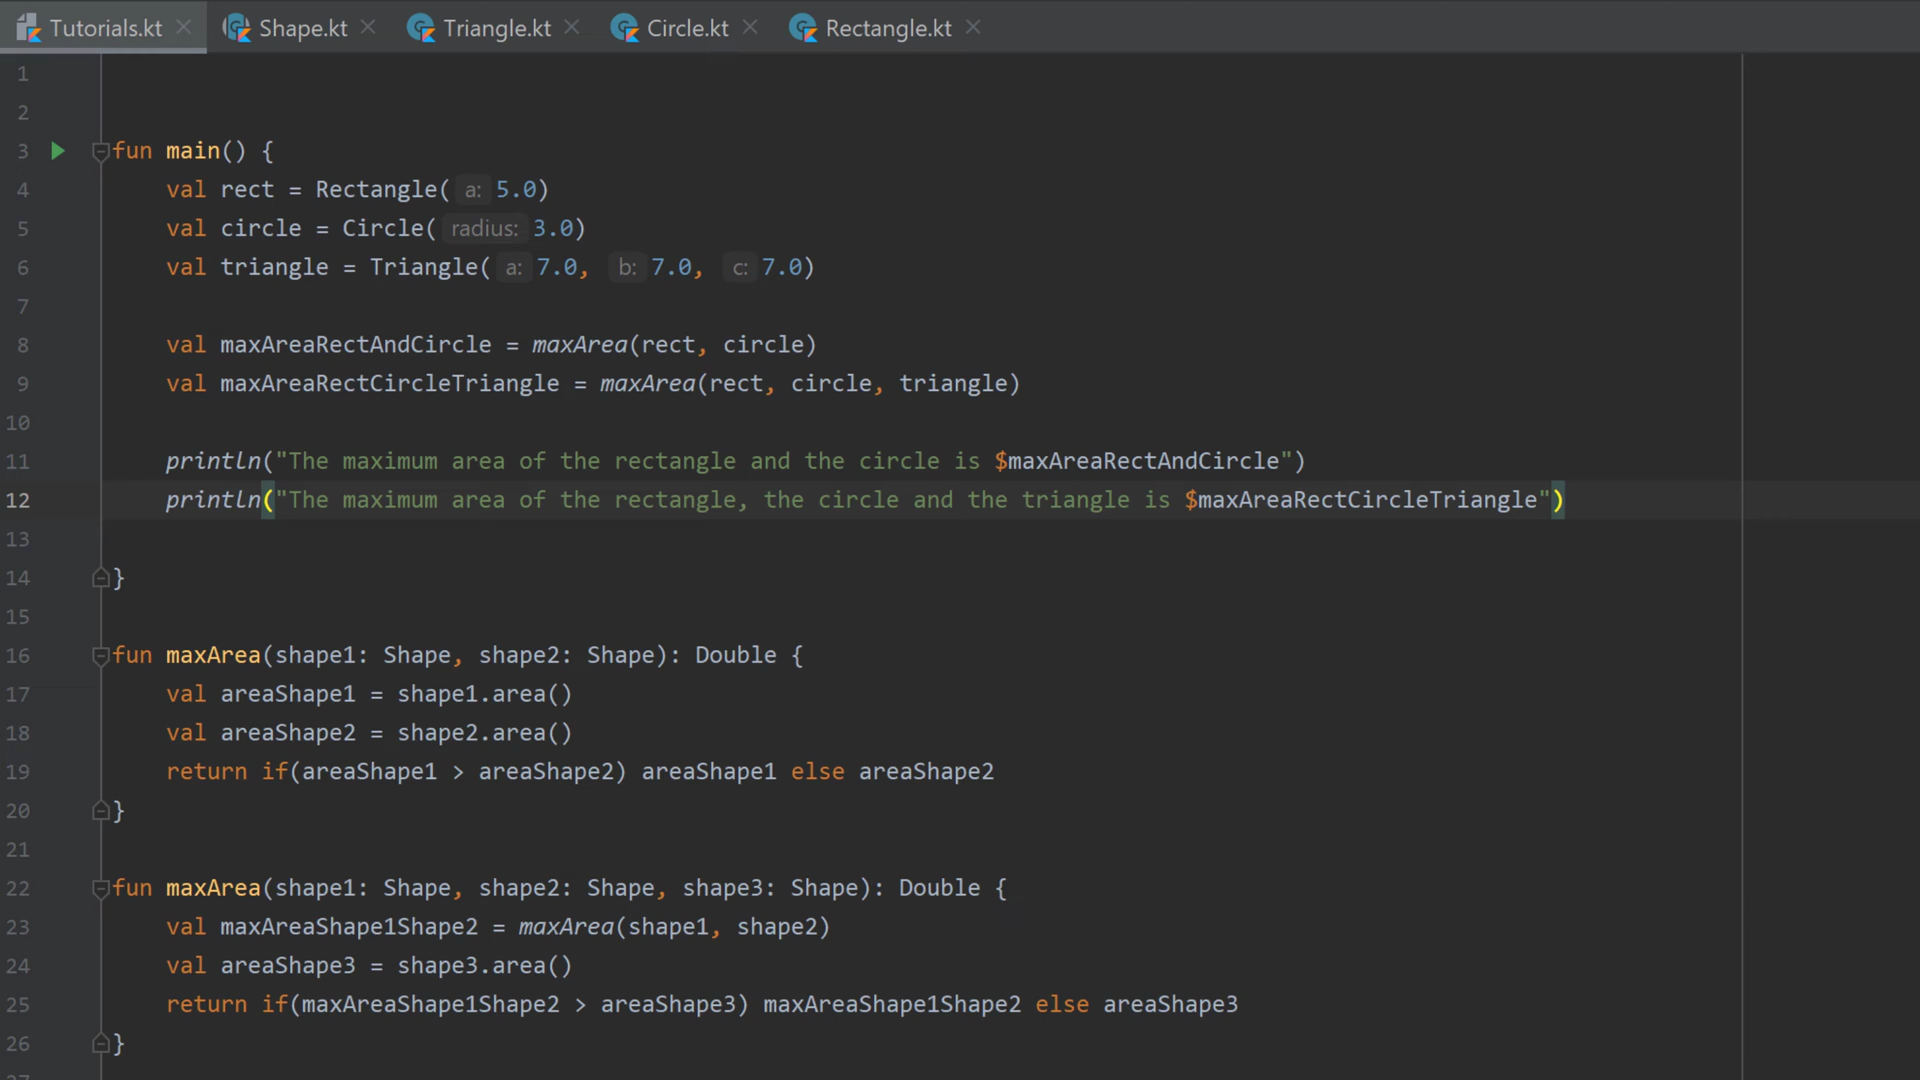 Tutorials.kt Shape.kt Triangle.kt Circle.kt Rectangle.kt
1
2
3 fun main() {
4 val rect = Rectangle( a: 5.0)
5 val circle = Circle( radius: 3.0)
6 val triangle = Triangle( a: 7.0, b: 7.0, c: 7.0)
7
8 val maxAreaRectAndCircle = maxArea(rect, circle)
9 val maxAreaRectCircleTriangle = maxArea(rect, circle, triangle)
10
11 println("The maximum area of the rectangle and the circle is $maxAreaRectAndCircle")
12 println("The maximum area of the rectangle, the circle and the triangle is $maxAreaRectCircleTriangle")
13
14 }
15
16 fun maxArea(shape1: Shape, shape2: Shape): Double {
17 val areaShape1 = shape1.area()
18 val areaShape2 = shape2.area()
19 return if(areaShape1 > areaShape2) areaShape1 else areaShape2
20 }
21
22 fun maxArea(shape1: Shape, shape2: Shape, shape3: Shape): Double {
23 val maxAreaShape1Shape2 = maxArea(shape1, shape2)
24 val areaShape3 = shape3.area()
25 return if(maxAreaShape1Shape2 > areaShape3) maxAreaShape1Shape2 else areaShape3
26 }